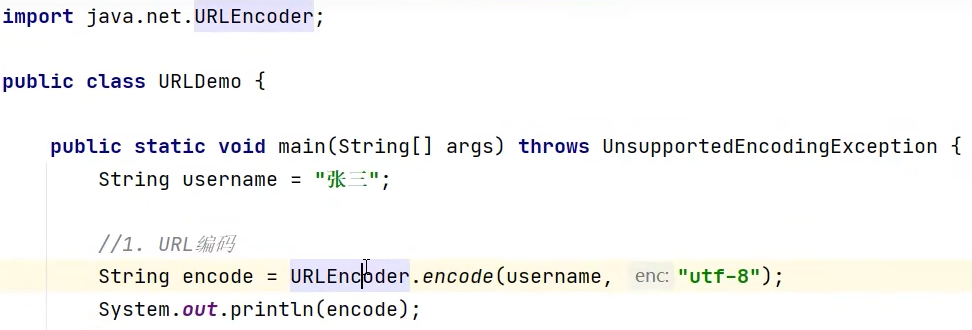 import java.net.URLEncoder;
public class URLDemo {
public static void main(String[] args) throws UnsupportedEncodingException {
String username = "张三";
//1. URL编码
String encode = URLEncoder.encode(username, enc: "utf-8");
System.out.println(encode);